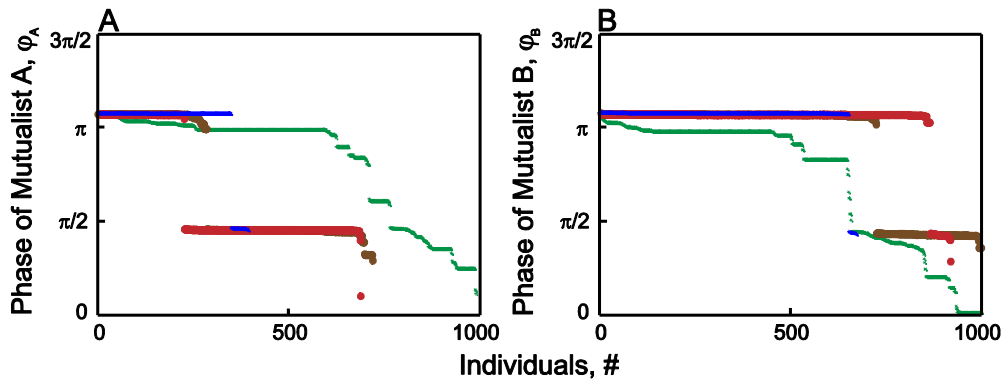 A
B
Phase of Mutualist A, φA
3π/2
π
π/2
0
0
500
1000
Phase of Mutualist B, φB
3π/2
π
π/2
0
0
500
1000
Individuals, #